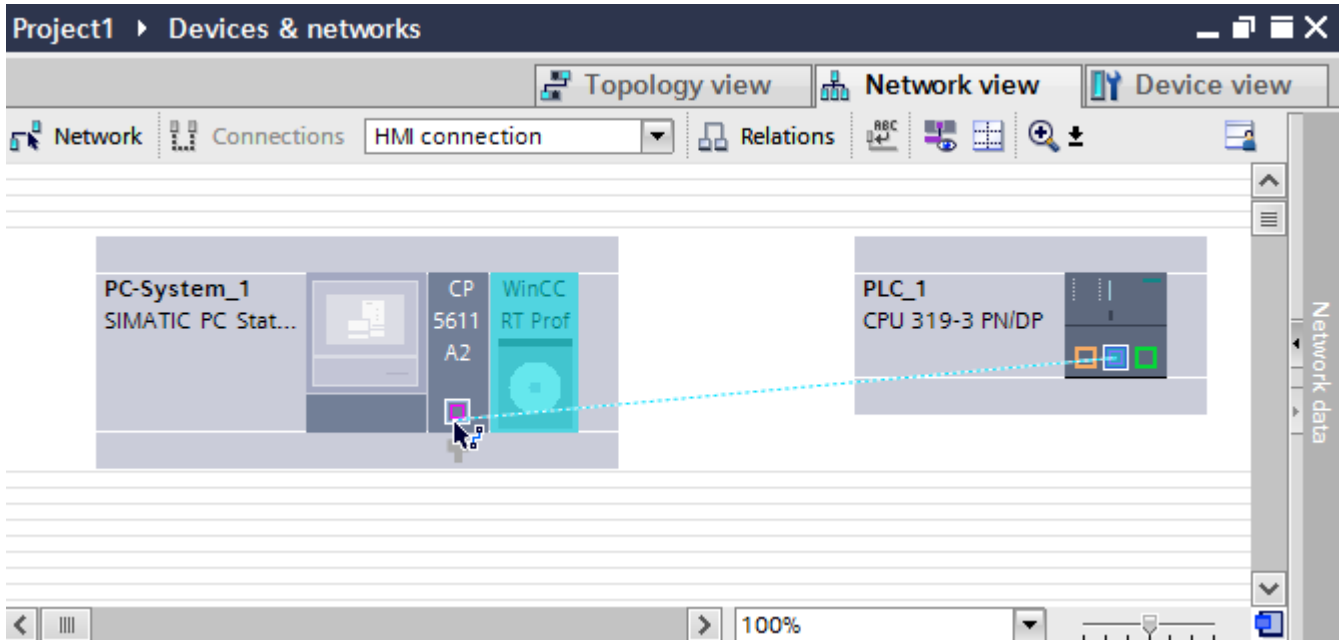 Project1 ▸ Devices & networks
Topology view
Network view
Device view
Network
Connections
HMI connection
Relations
ABC
PC-System_1
SIMATIC PC Stat...
CP
5611
A2
WinCC
RT Prof
PLC_1
CPU 319-3 PN/DP
Network data
100%